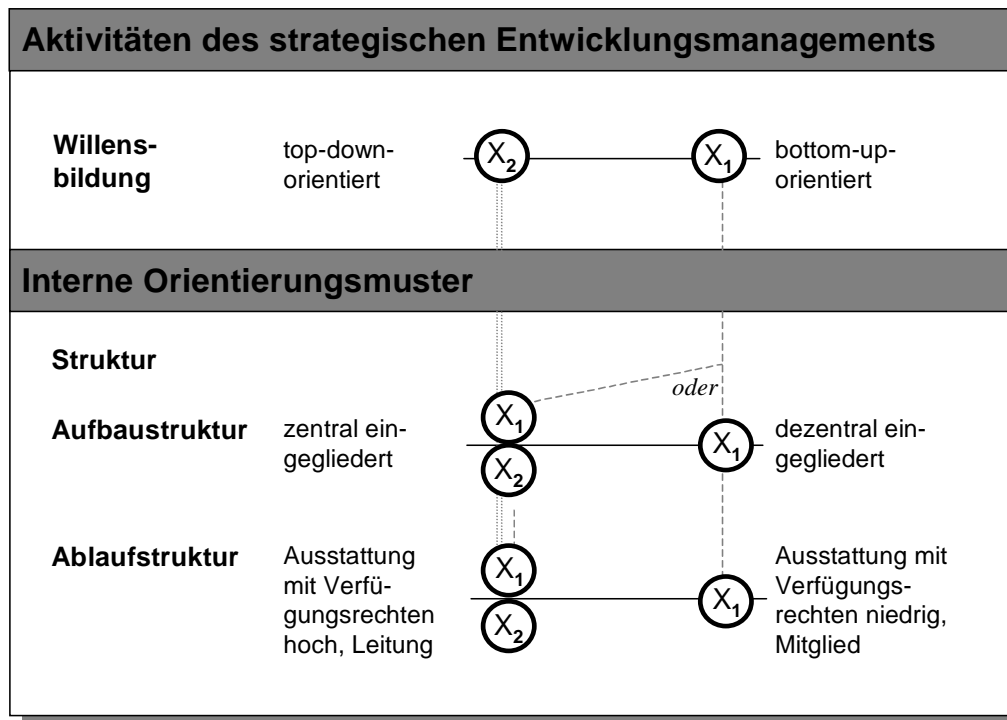 Aktivitäten des strategischen Entwicklungsmanagements
Willens-
bildung
top-down-
orientiert
X2
X1
bottom-up-
orientiert
Interne Orientierungsmuster
Struktur
oder
Aufbaustruktur
zentral ein-
gegliedert
X1
X2
X1
dezentral ein-
gegliedert
Ablaufstruktur
Ausstattung
mit Verfü-
gungsrechten
hoch, Leitung
X1
X2
X1
Ausstattung mit
Verfügungs-
rechten niedrig,
Mitglied